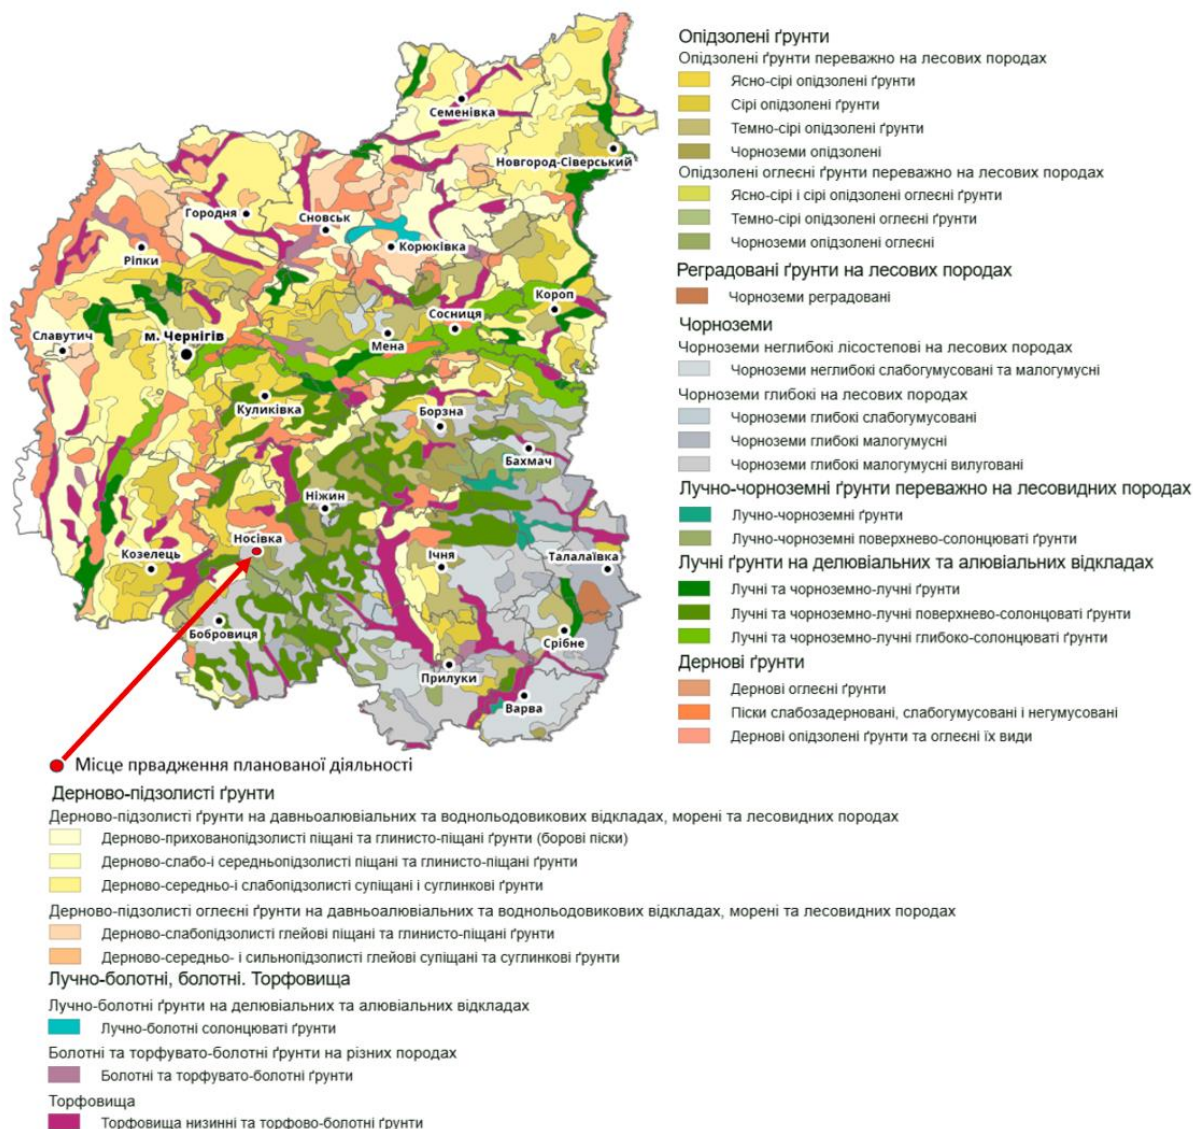 Семенівка
Новгород-Сіверський
Городня
Сновськ
Корюківка
Ріпки
Короп
Сосниця
Славутич
м. Чернігів
Мена
Куликівка
Борзна
Бахмач
Ніжин
Носівка
Козелець
Ічня
Талалаївка
Бобровиця
Срібне
Прилуки
Варва
Опідзолені ґрунти
Опідзолені ґрунти переважно на лесових породах
Ясно-сірі опідзолені ґрунти
Сірі опідзолені ґрунти
Темно-сірі опідзолені ґрунти
Чорноземи опідзолені
Опідзолені оглеєні ґрунти переважно на лесових породах
Ясно-сірі і сірі опідзолені оглеєні ґрунти
Темно-сірі опідзолені оглеєні ґрунти
Чорноземи опідзолені оглеєні
Реградовані ґрунти на лесових породах
Чорноземи реградовані
Чорноземи
Чорноземи неглибокі лісостепові на лесових породах
Чорноземи неглибокі слабогумусовані та малогумусні
Чорноземи глибокі на лесових породах
Чорноземи глибокі слабогумусовані
Чорноземи глибокі малогумусні
Чорноземи глибокі малогумусні вилуговані
Лучно-чорноземні ґрунти переважно на лесовидних породах
Лучно-чорноземні ґрунти
Лучно-чорноземні поверхнево-солонцюваті ґрунти
Лучні ґрунти на делювіальних та алювіальних відкладах
Лучні та чорноземно-лучні ґрунти
Лучні та чорноземно-лучні поверхнево-солонцоваті ґрунти
Лучні та чорноземно-лучні глибоко-солонцюваті ґрунти
Дернові ґрунти
Дернові оглеєні ґрунти
Піски слабозадерновані, слабогумусовані і негумусовані
Дернові опідзолені ґрунти та оглеєні їх види
Місце првадження планованої діяльності
Дерново-підзолисті ґрунти
Дерново-підзолисті ґрунти на давньоалювіальних та воднольодовикових відкладах, морені та лесовидних породах
Дерново-прихованопідзолисті піщані та глинисто-піщані ґрунти (борові піски)
Дерново-слабо-і середньопідзолисті піщані та глинисто-піщані ґрунти
Дерново-середньо-і слабопідзолисті супіщані і суглинкові ґрунти
Дерново-підзолисті оглеєні ґрунти на давньоалювіальних та воднольодовикових відкладах, морені та лесовидних породах
Дерново-слабопідзолисті глейові піщані та глинисто-піщані ґрунти
Дерново-середньо- і сильнопідзолисті глейові супіщані та суглинкові ґрунти
Лучно-болотні, болотні. Торфовища
Лучно-болотні ґрунти на делювіальних та алювіальних відкладах
Лучно-болотні солонцюваті ґрунти
Болотні та торфувато-болотні ґрунти на різних породах
Болотні та торфувато-болотні ґрунти
Торфовища
Торфовища низинні та торфово-болотні ґрунти